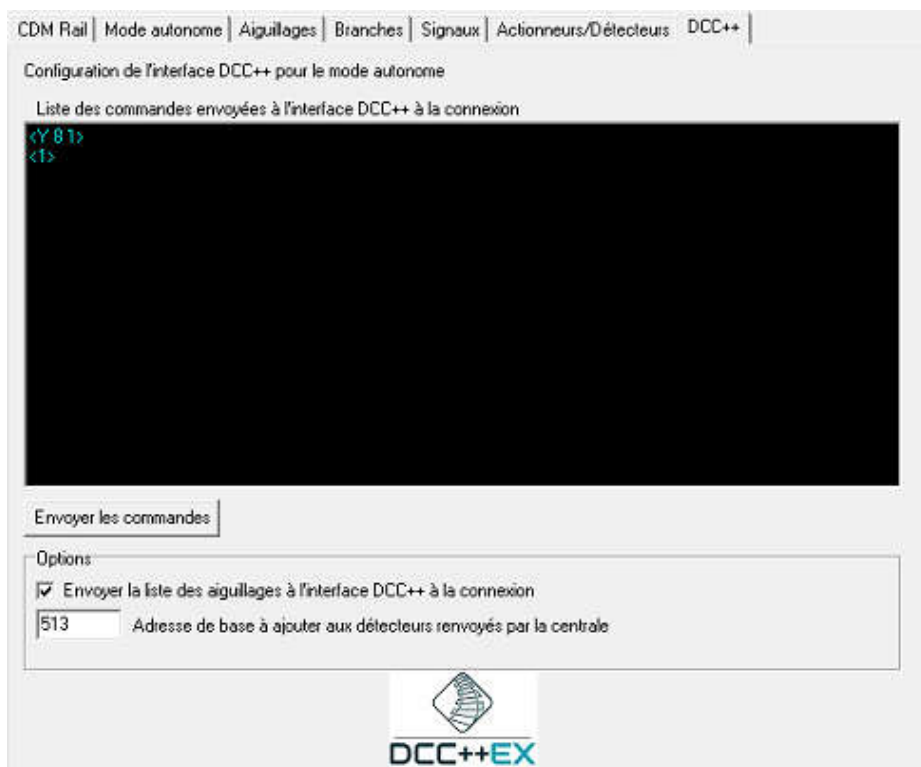 CDM Rail Mode autonome Aiguillages Branches Signaux Actionneurs/Détecteurs DCC++
Configuration de l'interface DCC++ pour le mode autonome
Liste des commandes envoyées à l'interface DCC++ à la connexion
<Y 8 1>
<1>
Envoyer les commandes
Options
Envoyer la liste des aiguillages à l'interface DCC++ à la connexion
513 Adresse de base à ajouter aux détecteurs renvoyés par la centrale
DCC++EX